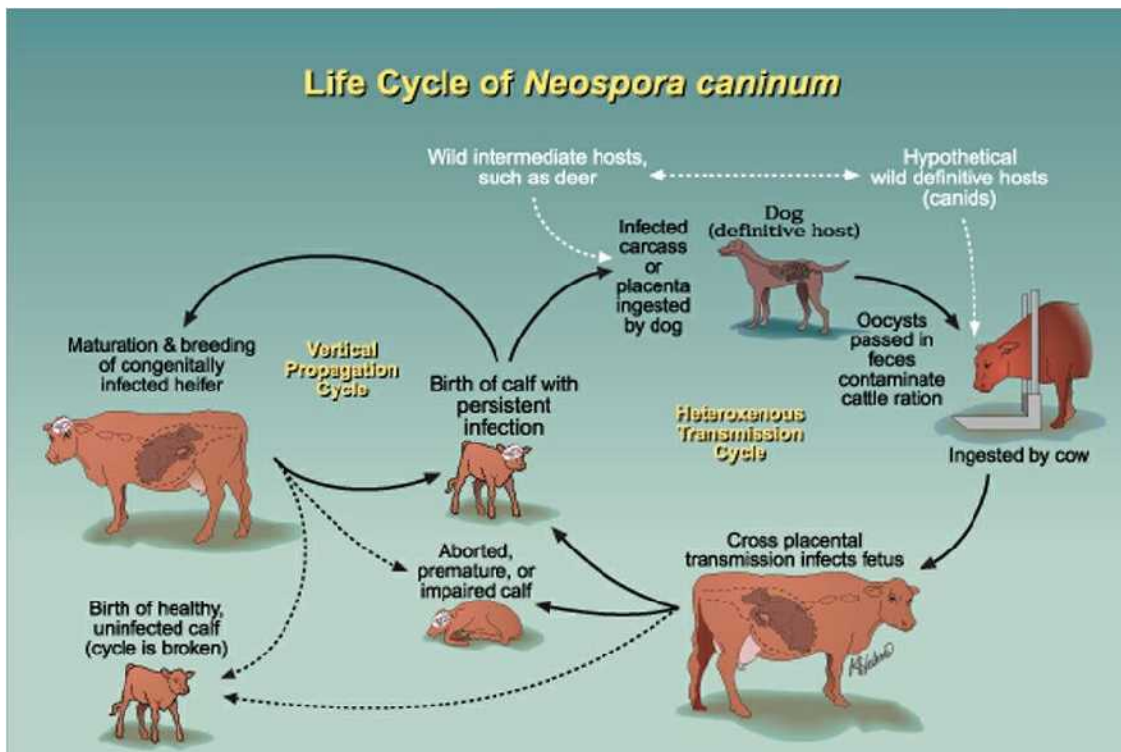 Life Cycle of Neospora caninum
Wild intermediate hosts,
such as deer
Hypothetical
wild definitive hosts
(canids)
Infected
carcass
or
placenta
ingested
by dog
Dog
(definitive host)
Oocysts
passed in
feces
contaminate
cattle ration
Ingested by cow
Maturation & breeding
of congenitally
infected heifer
Vertical
Propagation
Cycle
Birth of calf with
persistent
infection
Heteroxenous
Transmission
Cycle
Cross placental
transmission infects fetus
Aborted,
premature, or
impaired calf
Birth of healthy,
uninfected calf
(cycle is broken)